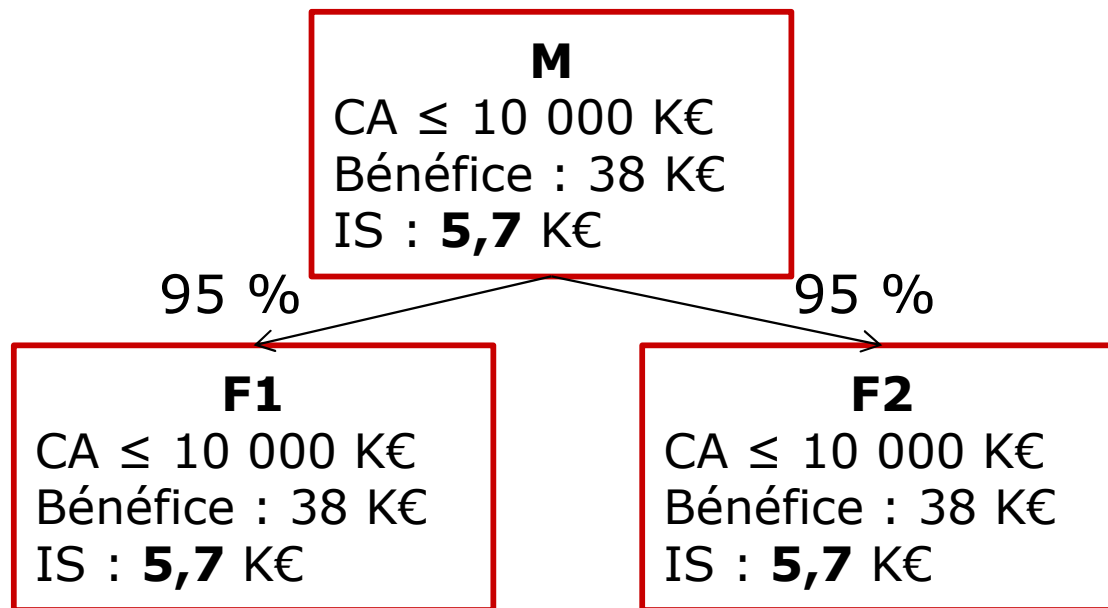 M
CA ≤ 10 000 K€
Bénéfice : 38 K€
IS : 5,7 K€
95 %
95 %
F1
CA ≤ 10 000 K€
Bénéfice : 38 K€
IS : 5,7 K€
F2
CA ≤ 10 000 K€
Bénéfice : 38 K€
IS : 5,7 K€